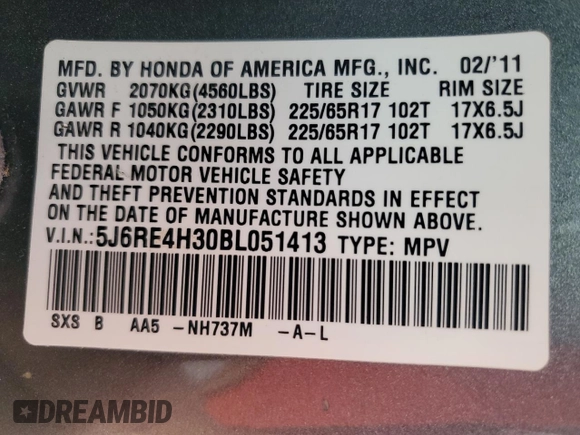 MFD. BY HONDA OF AMERICA MFG., INC. 02/'11
GVWR 2070KG(4560LBS) TIRE SIZE RIM SIZE
GAWR F 1050KG(2310LBS) 225/65R17 102T 17X6.5J
GAWR R 1040KG(2290LBS) 225/65R17 102T 17X6.5J
THIS VEHICLE CONFORMS TO ALL APPLICABLE
FEDERAL MOTOR VEHICLE SAFETY
AND THEFT PREVENTION STANDARDS IN EFFECT
ON THE DATE OF MANUFACTURE SHOWN ABOVE.
V.I.N.: 5J6RE4H30BL051413 TYPE: MPV
SXS B AA5 -NH737M -A-L
DREAMBID